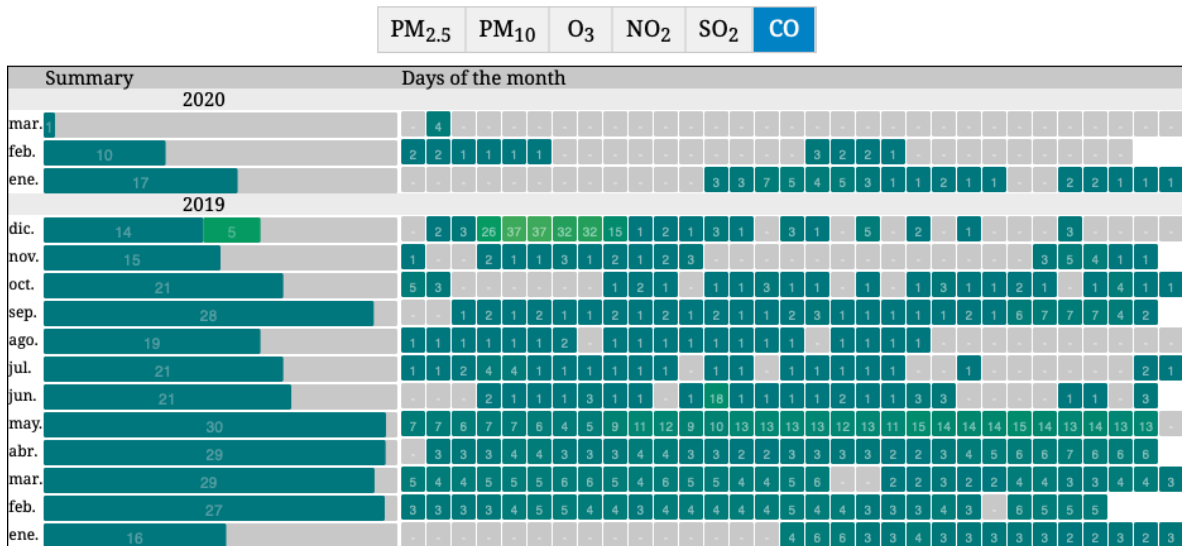 PM2.5 PM10 O3 NO2 SO2 CO
Summary Days of the month
2020
mar. 1 - 4 - - - - - - - - - - - - - - - - - - - - - - - - - - - - -
feb. 10 2 2 1 1 1 1 - - - - - - - - - - 3 2 2 1 - - - - - - - - -
ene. 17 - - - - - - - - - - - - 3 3 7 5 4 5 3 1 1 2 1 1 - - 2 2 1 1 1
2019
dic. 14 5 - 2 3 26 37 37 32 32 15 1 2 1 3 1 - 3 1 - 5 - 2 - 1 - - - 3 - - - -
nov. 15 1 - - 2 1 1 3 1 2 1 2 3 - - - - - - - - - - - - - 3 5 4 1 1
oct. 21 5 3 - - - - - - 1 2 1 - 1 1 3 1 1 - 1 - 1 3 1 1 2 1 - 1 4 1 1
sep. 28 - - 1 2 1 2 1 1 2 1 2 1 2 1 1 2 3 1 1 1 1 1 2 1 6 7 7 7 4 2
ago. 19 1 1 1 1 1 1 2 - 1 1 1 1 1 1 1 1 - 1 1 1 1 - - - - - - - - - -
jul. 21 1 1 2 4 4 1 1 1 1 1 1 - 1 1 - 1 1 1 1 1 - - 1 - - - - - - 2 1
jun. 21 - - - 2 1 1 1 3 1 1 - 1 18 1 1 1 1 2 1 1 3 3 - - - - 1 1 - 3
may. 30 7 7 6 7 7 6 4 5 9 11 12 9 10 13 13 13 13 12 13 11 15 14 14 14 15 14 13 14 13 13 -
abr. 29 - 3 3 3 4 4 3 3 3 4 4 3 3 2 2 3 3 3 3 2 2 3 4 5 6 6 7 6 6 6
mar. 29 5 4 4 5 5 5 6 6 5 4 6 5 5 4 4 5 6 - - 2 2 3 2 2 4 4 3 3 4 4 3
feb. 27 3 3 3 3 4 5 5 4 4 3 4 4 4 4 4 5 4 4 3 3 3 4 3 - 6 5 5 5
ene. 16 - - - - - - - - - - - - - - - 4 6 6 3 3 4 3 3 3 3 3 2 2 3 2 3